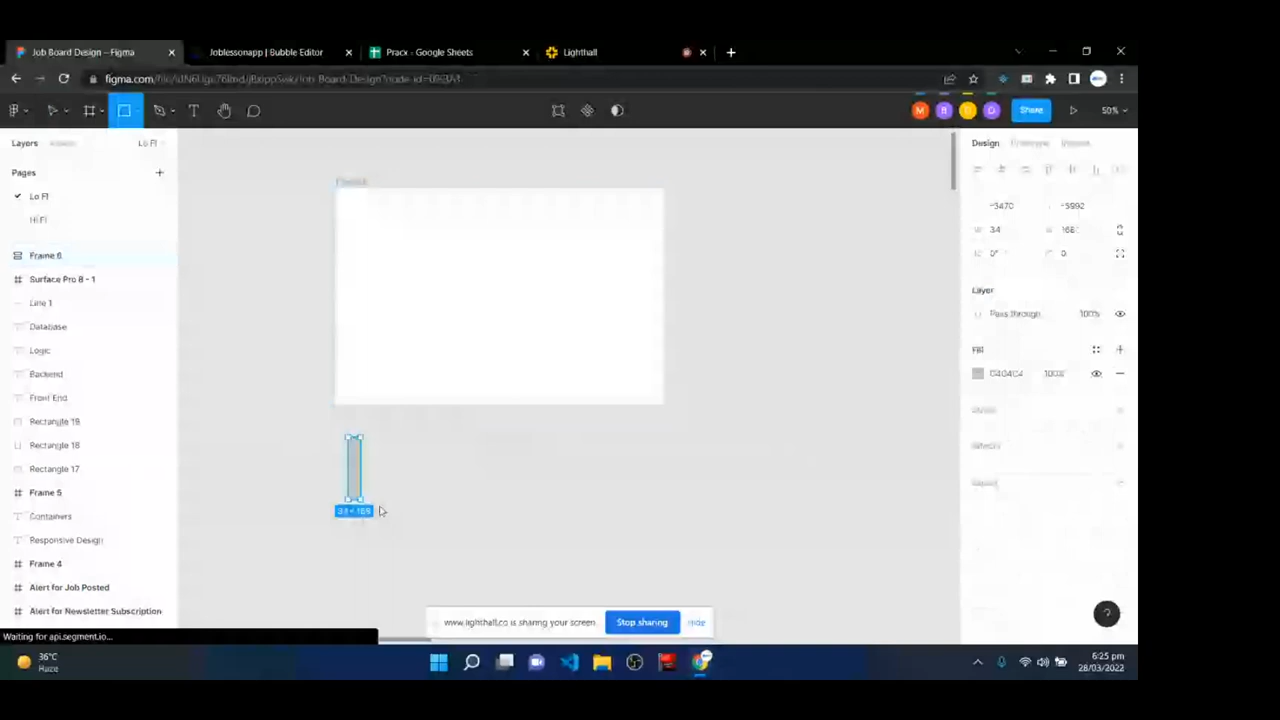 Job Board Design – Figma
Joblessonapp | Bubble Editor
Pracx - Google Sheets
Lighthall
figma.com/file/
M
B
D
Share
50%
Layers
Lo FI
Design
Pages
Lo FI
Hi FI
Frame 6
Surface Pro 8 - 1
Line 1
Database
Logic
Backend
Front End
Rectangle 19
Rectangle 18
Rectangle 17
Frame 5
Containers
Responsive Design
Frame 4
Alert for Job Posted
Alert for Newsletter Subscription
-3470
-5992
W
34
168
0°
0
Layer
Pass through
100%
Fill
C4C4C4
100%
www.lighthall.co is sharing your screen.
Stop sharing
Hide
?
Waiting for api.segment.io...
36°C
Haze
6:25 pm
28/03/2022